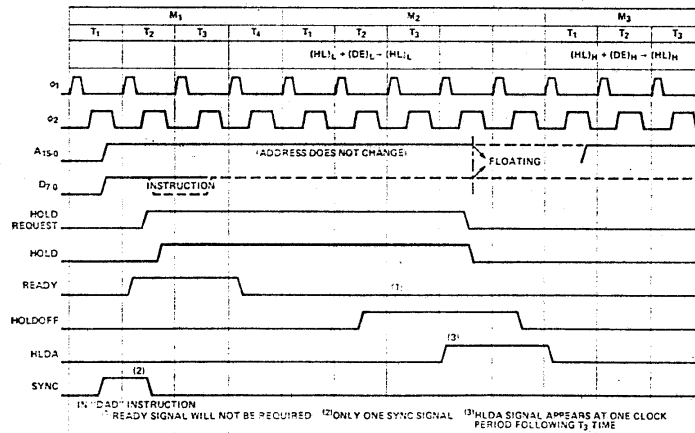 M1 M2 M3
T1 T2 T3 T4 T1 T2 T3 T1 T2 T3
(HL)L + (DE)L → (HL)L (HL)H + (DE)H → (HL)H
ø1
ø2
A15-0 (ADDRESS DOES NOT CHANGE) FLOATING
D7-0 INSTRUCTION
HOLD
REQUEST
HOLD
READY (1)
HOLDOFF
HLDA (3)
SYNC (2)
IN "DAD" INSTRUCTION
(1)READY SIGNAL WILL NOT BE REQUIRED (2)ONLY ONE SYNC SIGNAL (3)HLDA SIGNAL APPEARS AT ONE CLOCK
PERIOD FOLLOWING T3 TIME